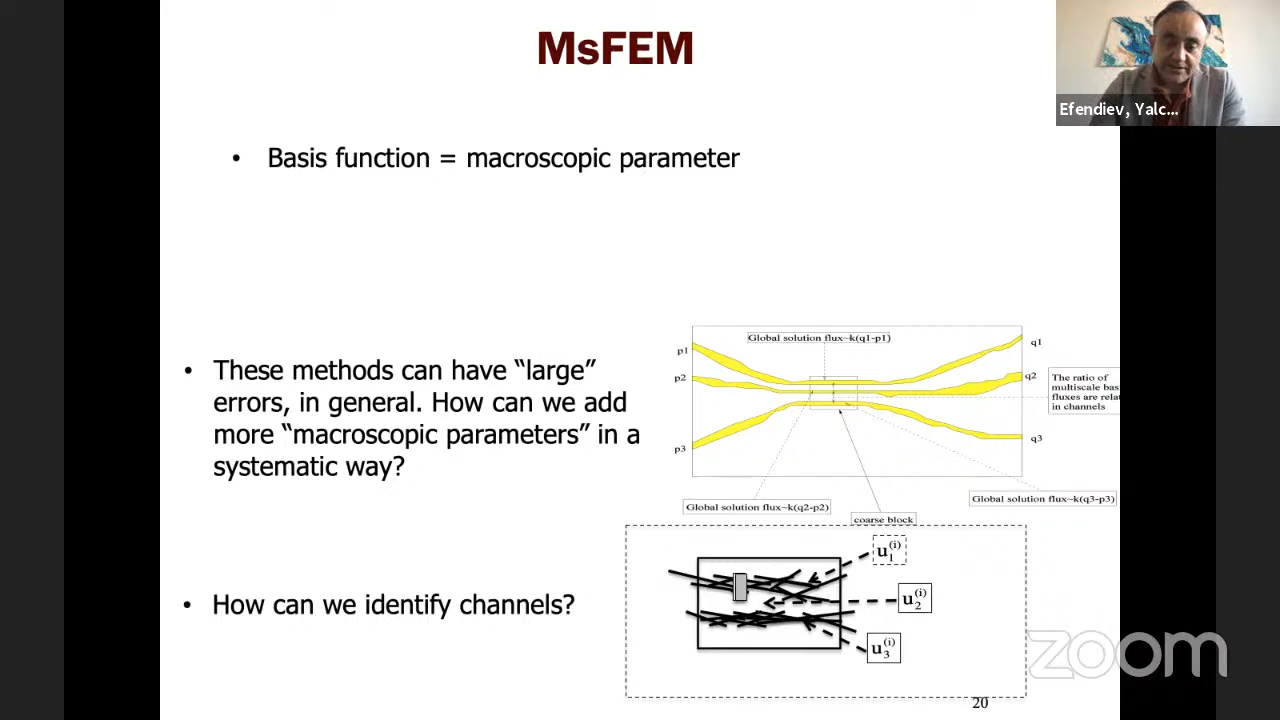 MsFEM
Efendiev, Yalc...
• Basis function = macroscopic parameter
• These methods can have “large”
errors, in general. How can we add
more “macroscopic parameters” in a
systematic way?
Global solution flux~k(q1-p1)
p1
q1
p2
q2
The ratio of
multiscale bas
fluxes are relat
in channels
p3
q3
Global solution flux~k(q2-p2)
Global solution flux~k(q3-p3)
coarse block
u1(i)
• How can we identify channels?
u2(i)
u3(i)
zoom
20